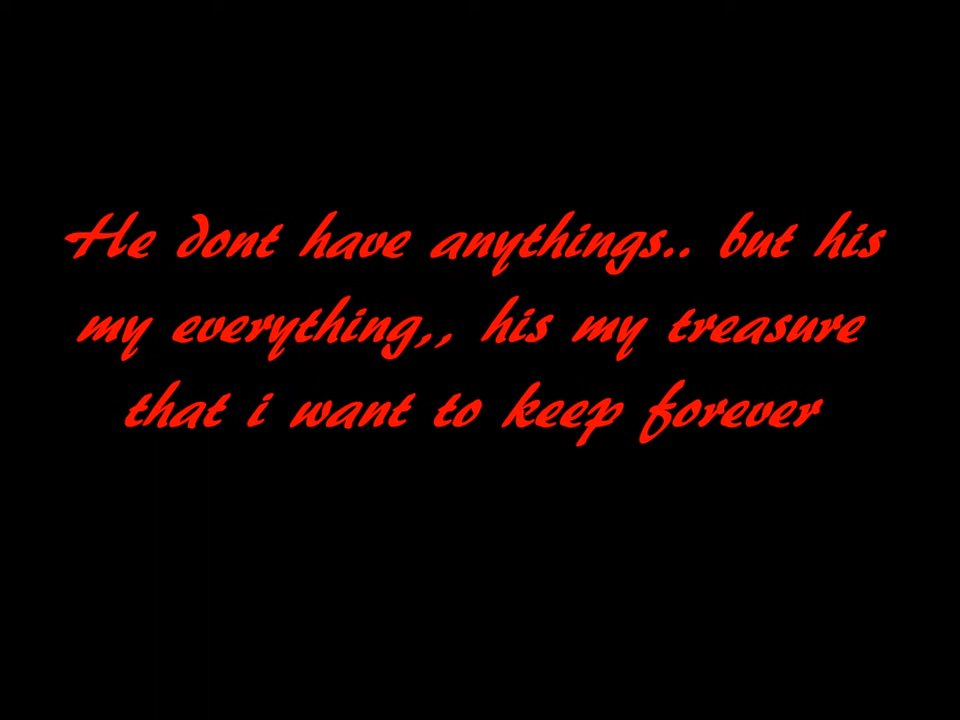 He dont have anythings.. but his
my everything,, his my treasure
that i want to keep forever